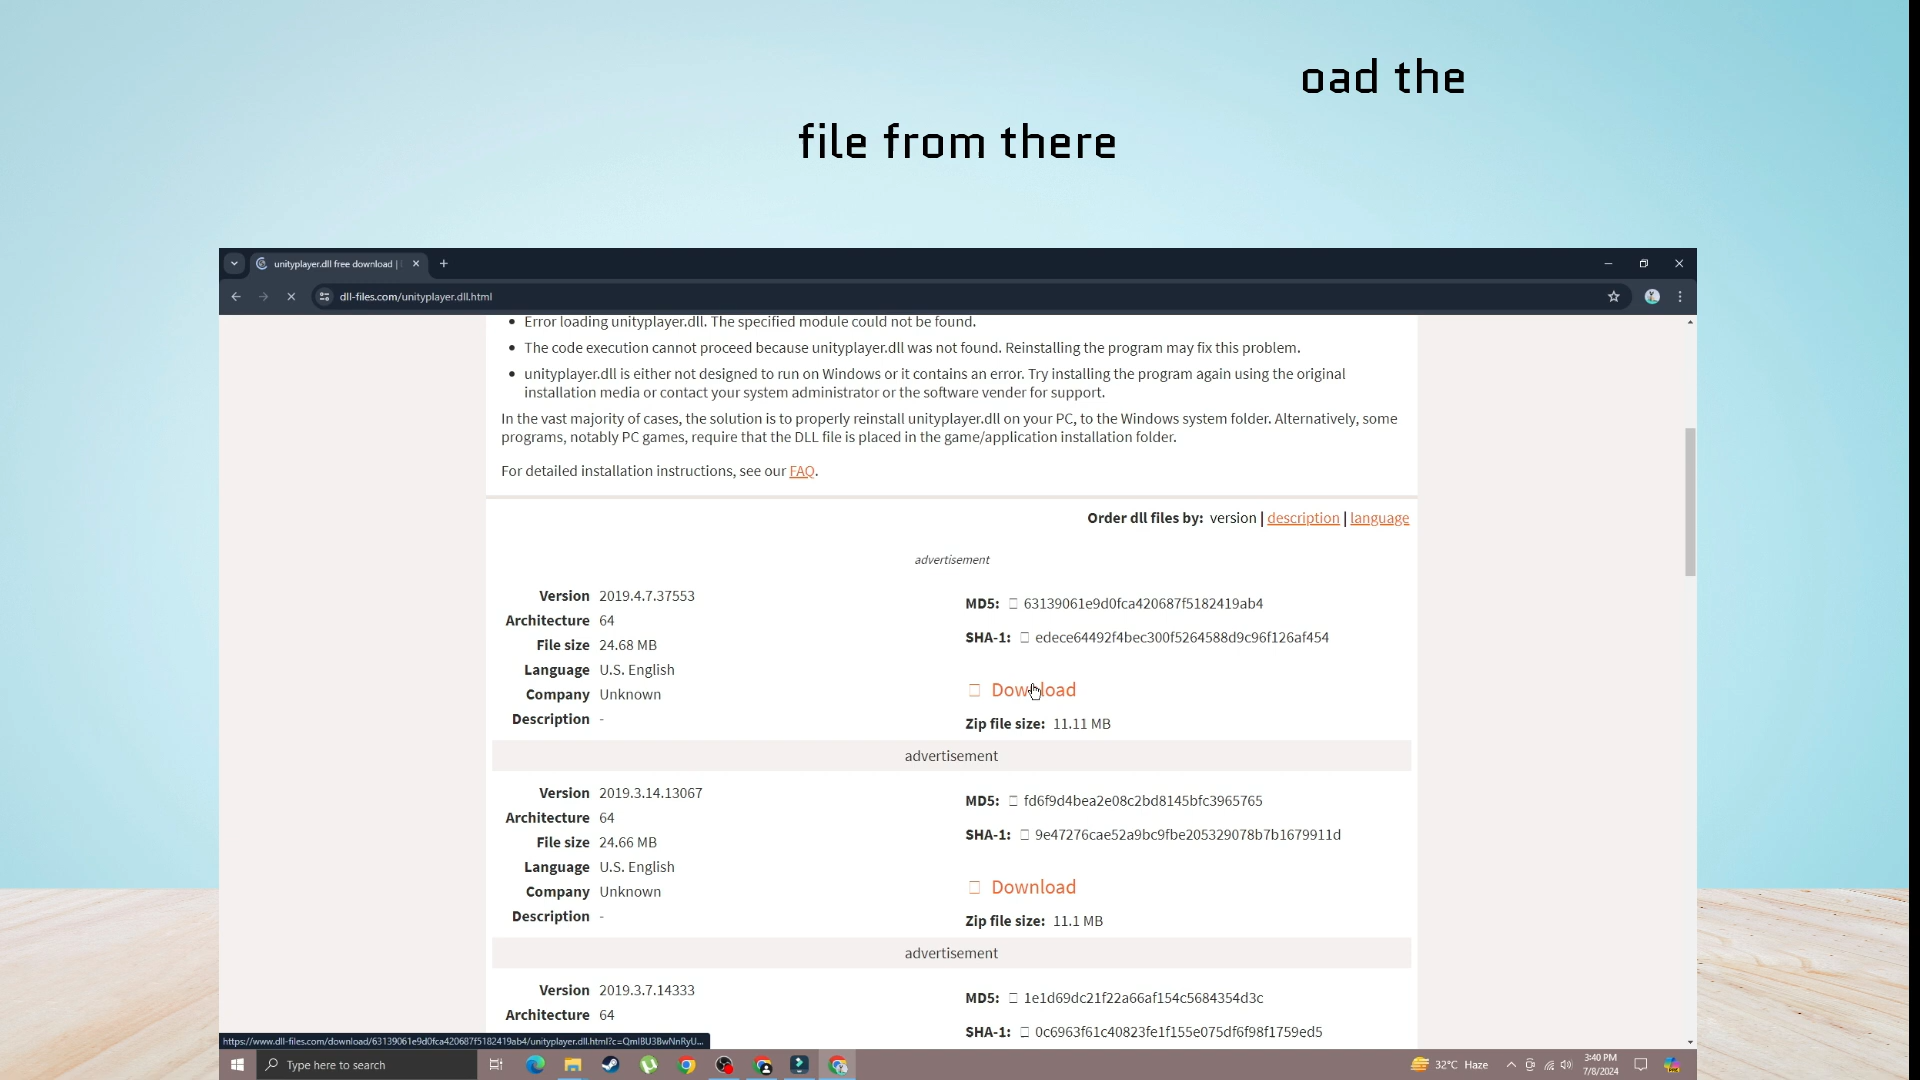 oad the
file from there
unityplayer.dll free download |
dll-files.com/unityplayer.dll.html
Error loading unityplayer.dll. The specified module could not be found.
The code execution cannot proceed because unityplayer.dll was not found. Reinstalling the program may fix this problem.
unityplayer.dll is either not designed to run on Windows or it contains an error. Try installing the program again using the original
installation media or contact your system administrator or the software vender for support.
In the vast majority of cases, the solution is to properly reinstall unityplayer.dll on your PC, to the Windows system folder. Alternatively, some
programs, notably PC games, require that the DLL file is placed in the game/application installation folder.
For detailed installation instructions, see our FAQ.
Order dll files by: version | description | language
advertisement
Version 2019.4.7.37553
Architecture 64
File size 24.68 MB
Language U.S. English
Company Unknown
Description -
MD5: 63139061e9d0fca420687f5182419ab4
SHA-1: edece64492f4bec300f5264588d9c96f126af454
Download
Zip file size: 11.11 MB
advertisement
Version 2019.3.14.13067
Architecture 64
File size 24.66 MB
Language U.S. English
Company Unknown
Description -
MD5: fd6f9d4bea2e08c2bd8145bfc3965765
SHA-1: 9e47276cae52a9bc9fbe205329078b7b1679911d
Download
Zip file size: 11.1 MB
advertisement
Version 2019.3.7.14333
Architecture 64
MD5: 1e1d69dc21f22a66af154c5684354d3c
SHA-1: 0c6963f61c40823fe1f155e075df6f98f1759ed5
https://www.dll-files.com/download/63139061e9d0fca420687f5182419ab4/unityplayer.dll.html?c=QmlBU3BwNnRyU...
Type here to search
32°C Haze
3:40 PM
7/8/2024